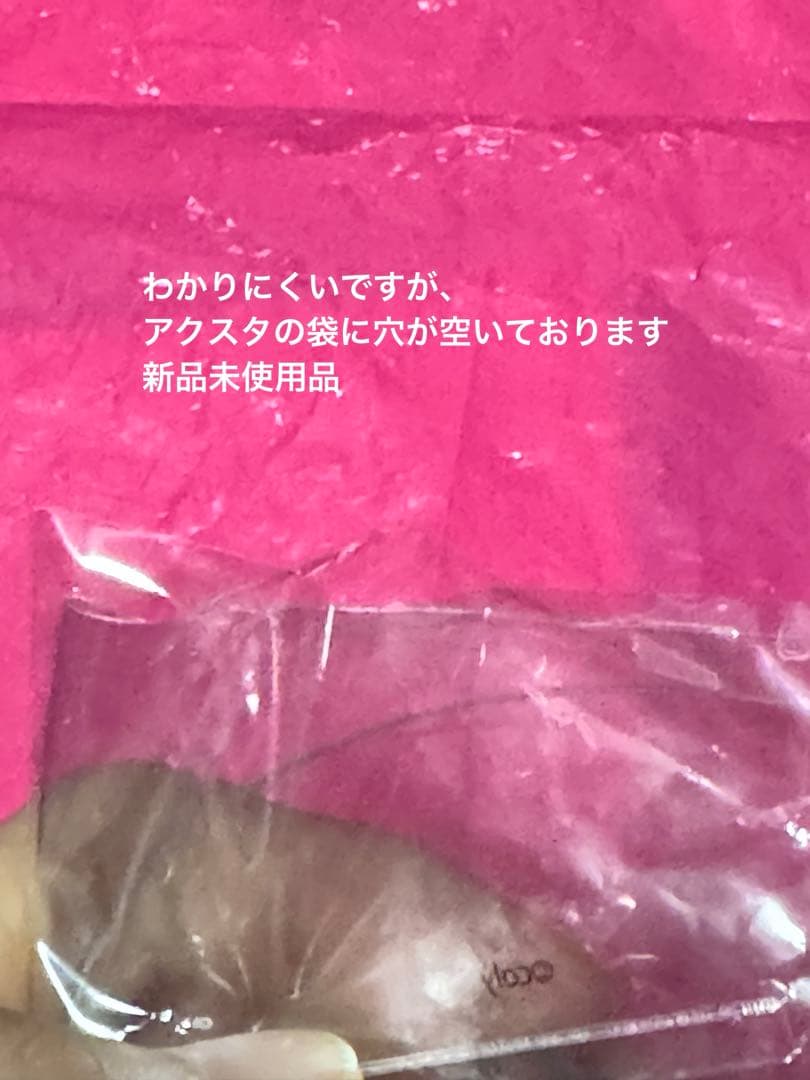 わかりにくいですが、
アクスタの袋に穴が空いております
新品未使用品